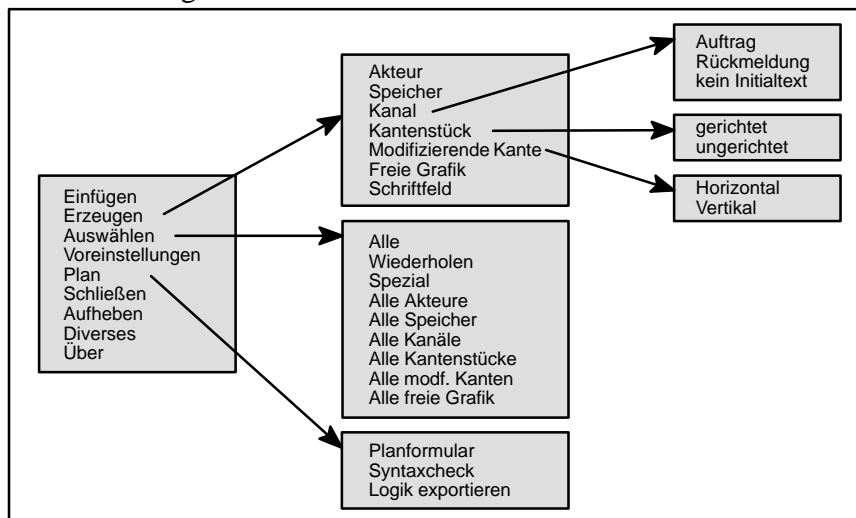 Einfügen
Erzeugen
Auswählen
Voreinstellungen
Plan
Schließen
Aufheben
Diverses
Über
Akteur
Speicher
Kanal
Kantenstück
Modifizierende Kante
Freie Grafik
Schriftfeld
Auftrag
Rückmeldung
kein Initialtext
gerichtet
ungerichtet
Horizontal
Vertikal
Alle
Wiederholen
Spezial
Alle Akteure
Alle Speicher
Alle Kanäle
Alle Kantenstücke
Alle modf. Kanten
Alle freie Grafik
Planformular
Syntaxcheck
Logik exportieren